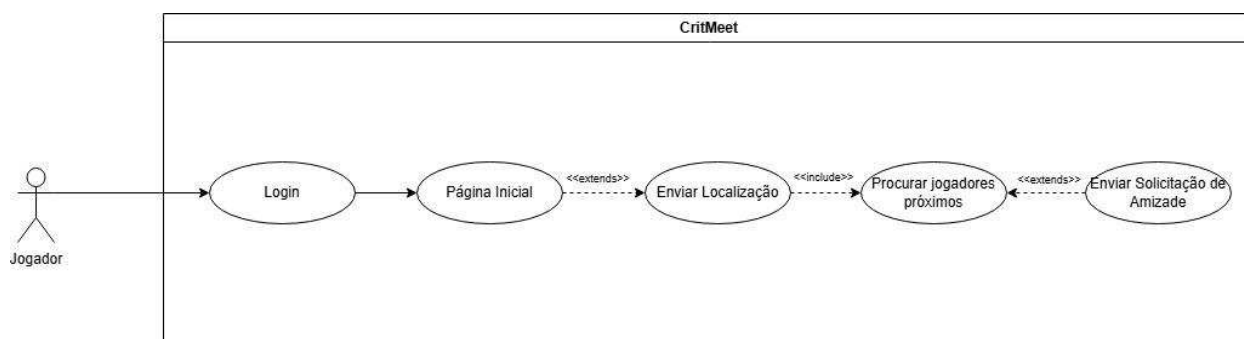 CritMeet
Jogador
Login
Página Inicial
<<extends>>
Enviar Localização
<<include>>
Procurar jogadores
próximos
<<extends>>
Enviar Solicitação de
Amizade